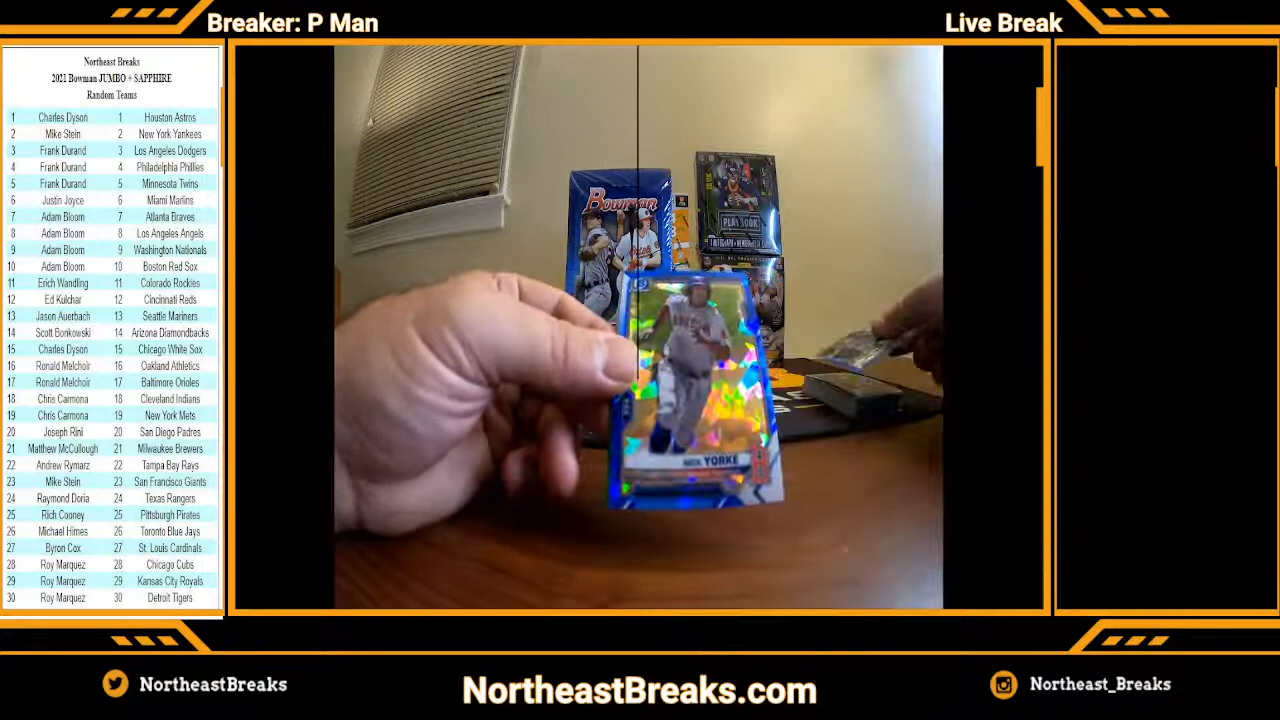 Breaker: P Man
Live Break
Northeast Breaks
2021 Bowman JUMBO + SAPPHIRE
Random Teams
1 Charles Dyson 1 Houston Astros
2 Mike Stein 2 New York Yankees
3 Frank Durand 3 Los Angeles Dodgers
4 Frank Durand 4 Philadelphia Phillies
5 Frank Durand 5 Minnesota Twins
6 Justin Joyce 6 Miami Marlins
7 Adam Bloom 7 Atlanta Braves
8 Adam Bloom 8 Los Angeles Angels
9 Adam Bloom 9 Washington Nationals
10 Adam Bloom 10 Boston Red Sox
11 Erich Wandling 11 Colorado Rockies
12 Ed Kulchar 12 Cincinnati Reds
13 Jason Auerbach 13 Seattle Mariners
14 Scott Bonkowski 14 Arizona Diamondbacks
15 Charles Dyson 15 Chicago White Sox
16 Ronald Melchoir 16 Oakland Athletics
17 Ronald Melchoir 17 Baltimore Orioles
18 Chris Carmona 18 Cleveland Indians
19 Chris Carmona 19 New York Mets
20 Joseph Rini 20 San Diego Padres
21 Matthew McCullough 21 Milwaukee Brewers
22 Andrew Rymarz 22 Tampa Bay Rays
23 Mike Stein 23 San Francisco Giants
24 Raymond Doria 24 Texas Rangers
25 Rich Cooney 25 Pittsburgh Pirates
26 Michael Himes 26 Toronto Blue Jays
27 Byron Cox 27 St. Louis Cardinals
28 Roy Marquez 28 Chicago Cubs
29 Roy Marquez 29 Kansas City Royals
30 Roy Marquez 30 Detroit Tigers
Bowman
PLAYBOOK
NICK YORKE
NortheastBreaks
NortheastBreaks.com
Northeast_Breaks